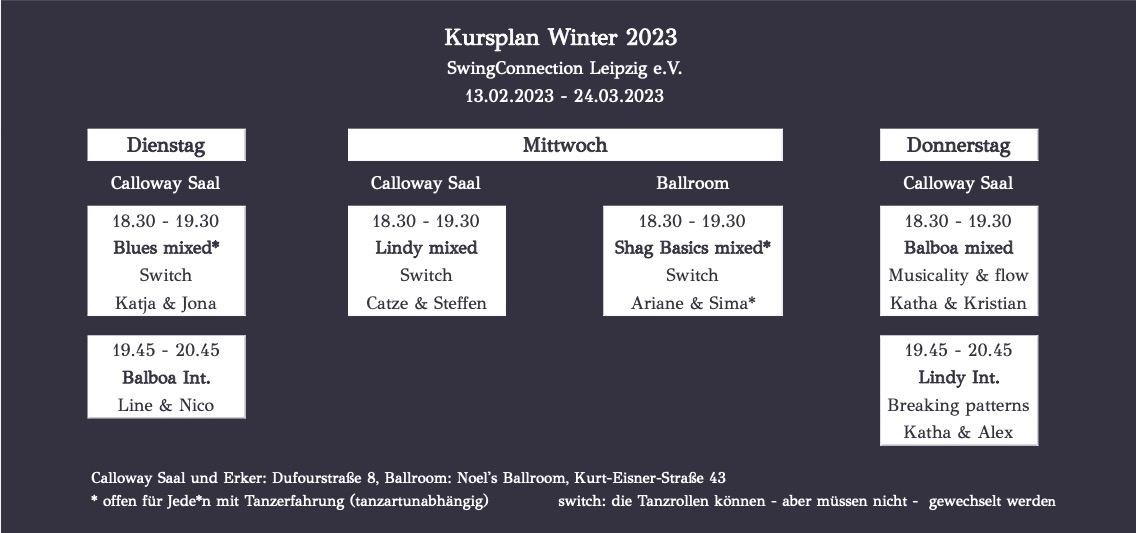 Kursplan Winter 2023
SwingConnection Leipzig e.V.
13.02.2023 - 24.03.2023
Dienstag
Calloway Saal
18.30 - 19.30
Blues mixed*
Switch
Katja & Jona
19.45 - 20.45
Balboa Int.
Line & Nico
Mittwoch
Calloway Saal
18.30 - 19.30
Lindy mixed
Switch
Catze & Steffen
Ballroom
18.30 - 19.30
Shag Basics mixed*
Switch
Ariane & Sima*
Donnerstag
Calloway Saal
18.30 - 19.30
Balboa mixed
Musicality & flow
Katha & Kristian
19.45 - 20.45
Lindy Int.
Breaking patterns
Katha & Alex
Calloway Saal und Erker: Dufourstraße 8, Ballroom: Noel's Ballroom, Kurt-Eisner-Straße 43
* offen für Jede*n mit Tanzerfahrung (tanzartunabhängig)
switch: die Tanzrollen können - aber müssen nicht - gewechselt werden